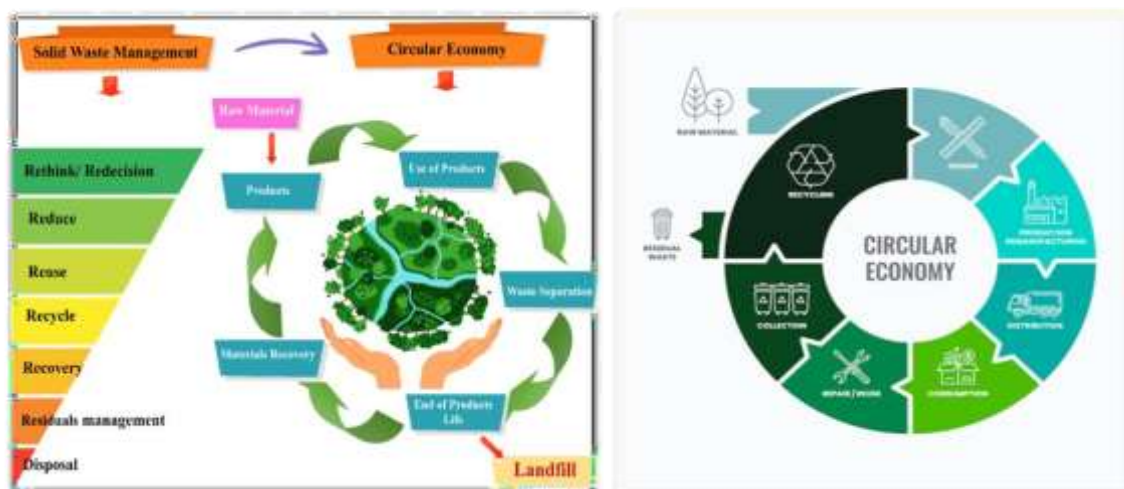 Solid Waste Management
Circular Economy
Raw Material
Rethink/ Redecision
Reduce
Reuse
Recycle
Recovery
Residuals management
Disposal
Products
Use of Products
Waste Separation
End of Products
Life
Materials Recovery
Landfill
RAW MATERIAL
RECYCLING
RESIDUAL
WASTE
PRODUCTION
REMANUFACTURING
DISTRIBUTION
CONSUMPTION
REPAIR/REUSE
COLLECTION
CIRCULAR
ECONOMY